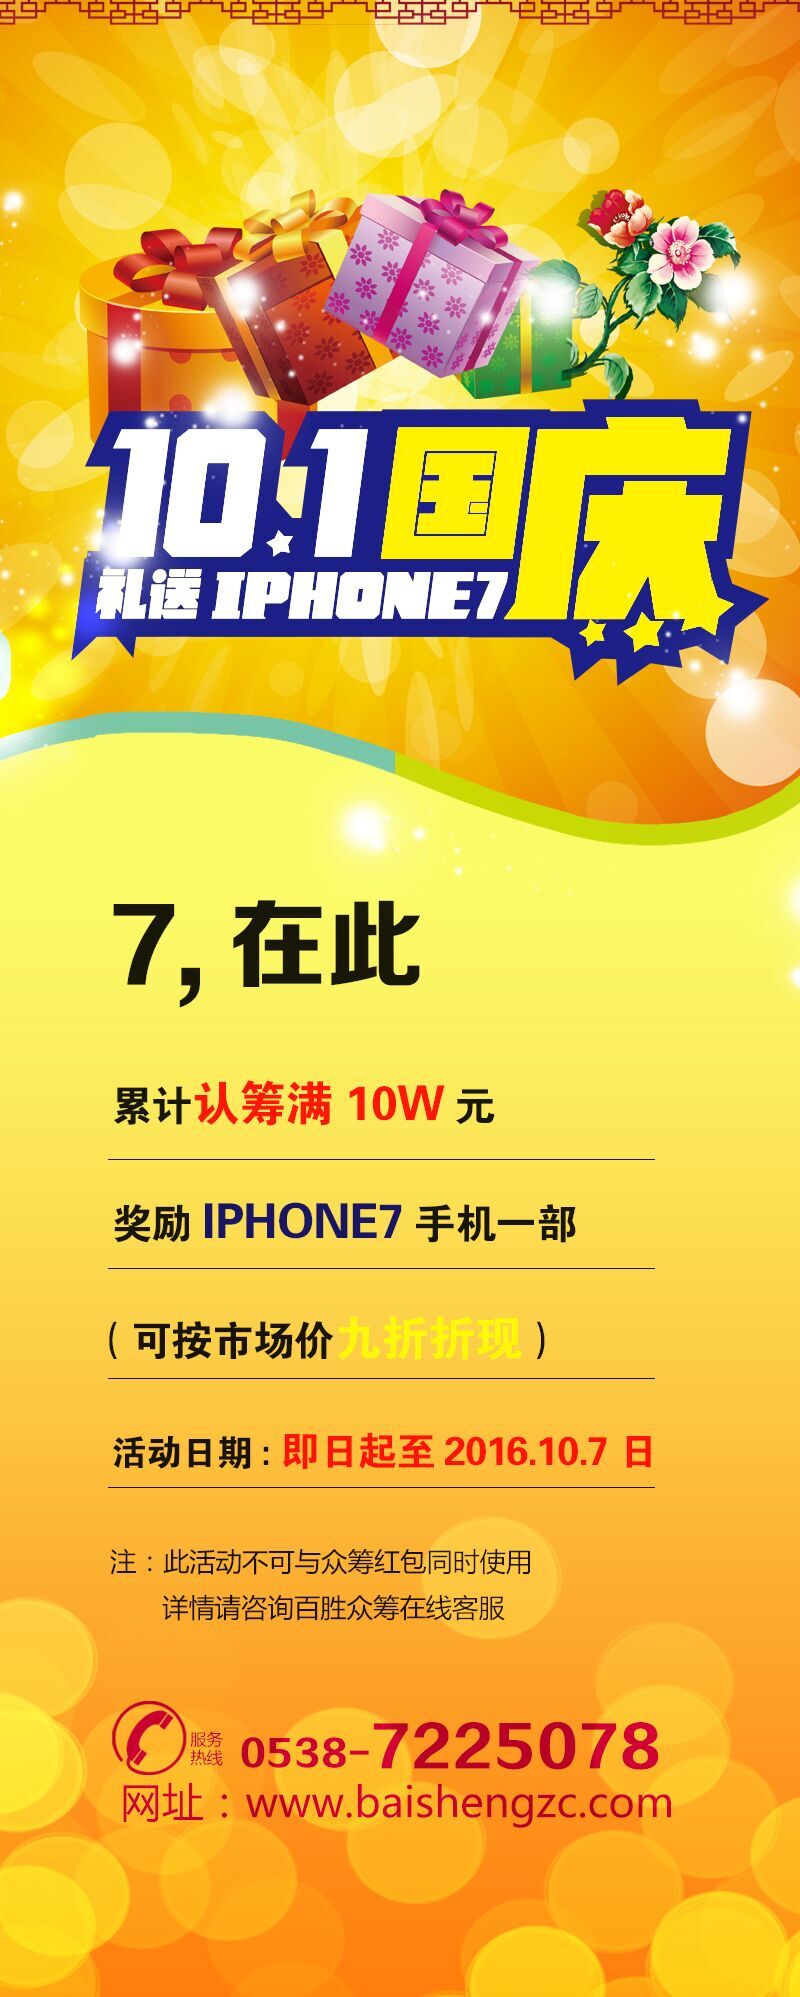 10.1国庆
礼送 IPHONE7
7, 在此
累计认筹满 10W 元
奖励 IPHONE7 手机一部
( 可按市场价九折折现 )
活动日期 : 即日起至 2016.10.7 日
注：此活动不可与众筹红包同时使用
详情请咨询百胜众筹在线客服
服务
热线
0538-7225078
网址：www.baishengzc.com